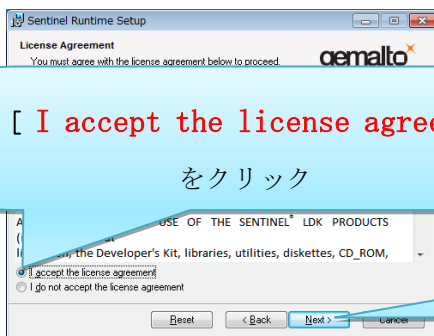 Sentinel Runtime Setup
License Agreement
You must agree with the license agreement below to proceed.
gemalto
[ I accept the license agre
をクリック
USE OF THE SENTINEL® LDK PRODUCTS
the Developer's Kit, libraries, utilities, diskettes, CD_ROM,
I accept the license agreement
I do not accept the license agreement
Reset
< Back
Next >
Cancel